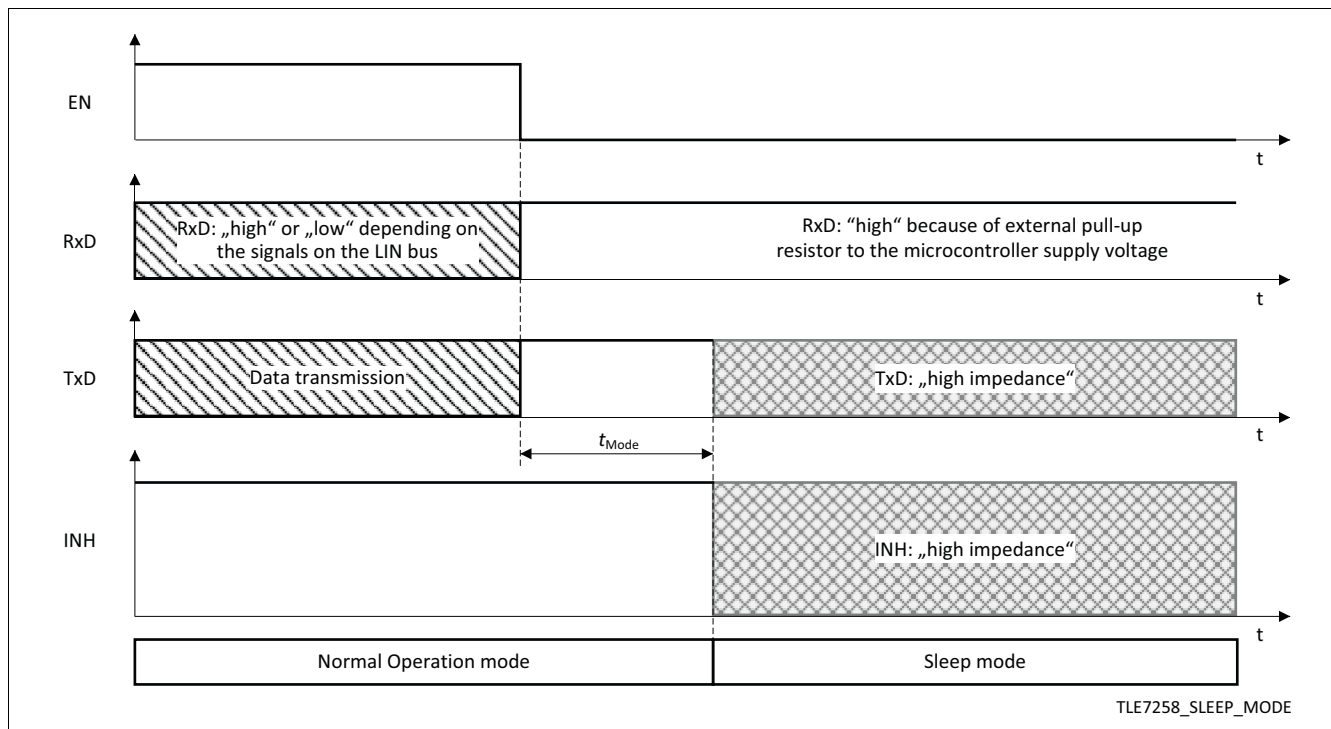 EN
t
RxD
RxD: „high“ or „low“ depending on
the signals on the LIN bus
RxD: “high” because of external pull-up
resistor to the microcontroller supply voltage
t
TxD
Data transmission
TxD: „high impedance“
t
tMode
INH
INH: „high impedance“
t
Normal Operation mode
Sleep mode
TLE7258_SLEEP_MODE